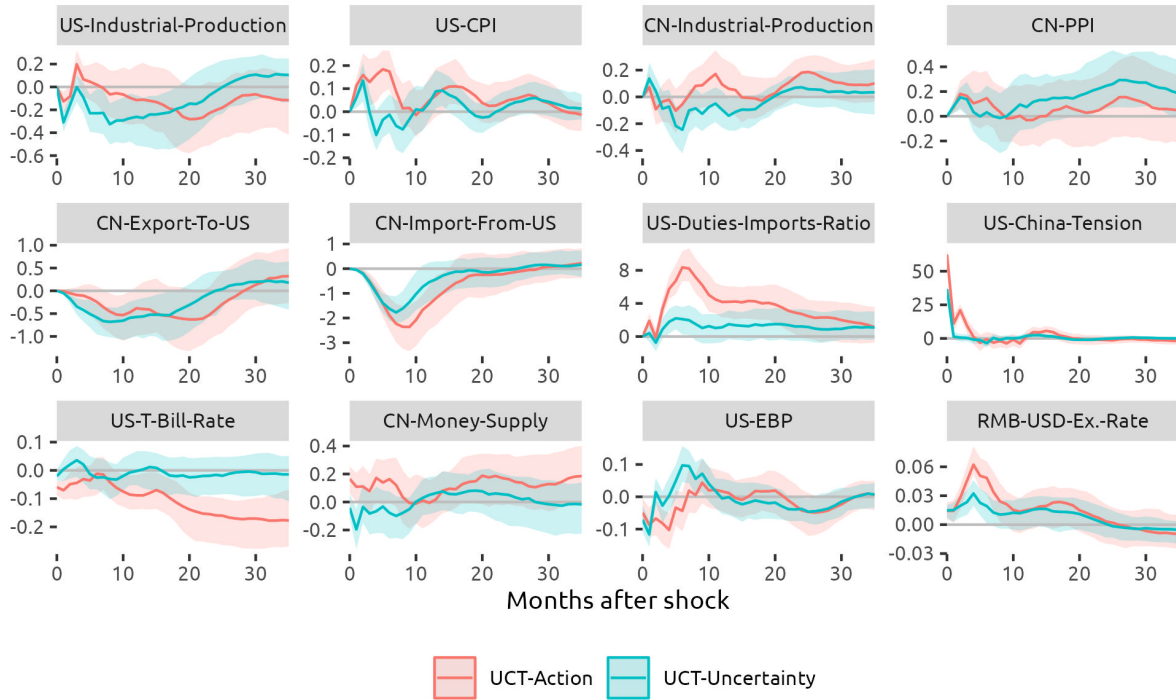 US-Industrial-Production US-CPI CN-Industrial-Production CN-PPI
0.2
0.0
-0.2
-0.4
-0.6
0 10 20 30
0.2
0.1
0.0
-0.1
-0.2
0 10 20 30
0.2
0.0
-0.2
-0.4
0 10 20 30
0.4
0.2
0.0
-0.2
0 10 20 30
CN-Export-To-US CN-Import-From-US US-Duties-Imports-Ratio US-China-Tension
1.0
0.5
0.0
-0.5
-1.0
0 10 20 30
1
0
-1
-2
-3
0 10 20 30
8
4
0
0 10 20 30
50
25
0
0 10 20 30
US-T-Bill-Rate CN-Money-Supply US-EBP RMB-USD-Ex.-Rate
0.1
0.0
-0.1
-0.2
0 10 20 30
0.4
0.2
0.0
-0.2
0 10 20 30
0.1
0.0
-0.1
0 10 20 30
0.06
0.03
0.00
-0.03
0 10 20 30
Months after shock
UCT-Action UCT-Uncertainty